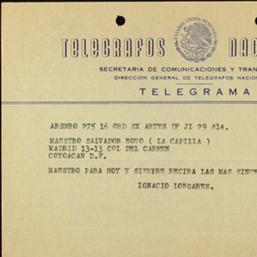 TELEGRAFOS NAC
SECRETARIA DE COMUNICACIONES Y TRAN
DIRECCION GENERAL DE TELEGRAFOS NACION
TELEGRAMA
ARSNBO 275 16 ORD EX ARTES DF JL 29 414.
MAESTRO SALVADOR NOVO ( LA CAPILLA )
MADRID 13-13 COL DEL CARMEN
COYOACAN D.F.
MAESTRO PARA HOY Y SIEMPRE RECIBA LAS MAS SINCE
IGNACIO LONGARES.